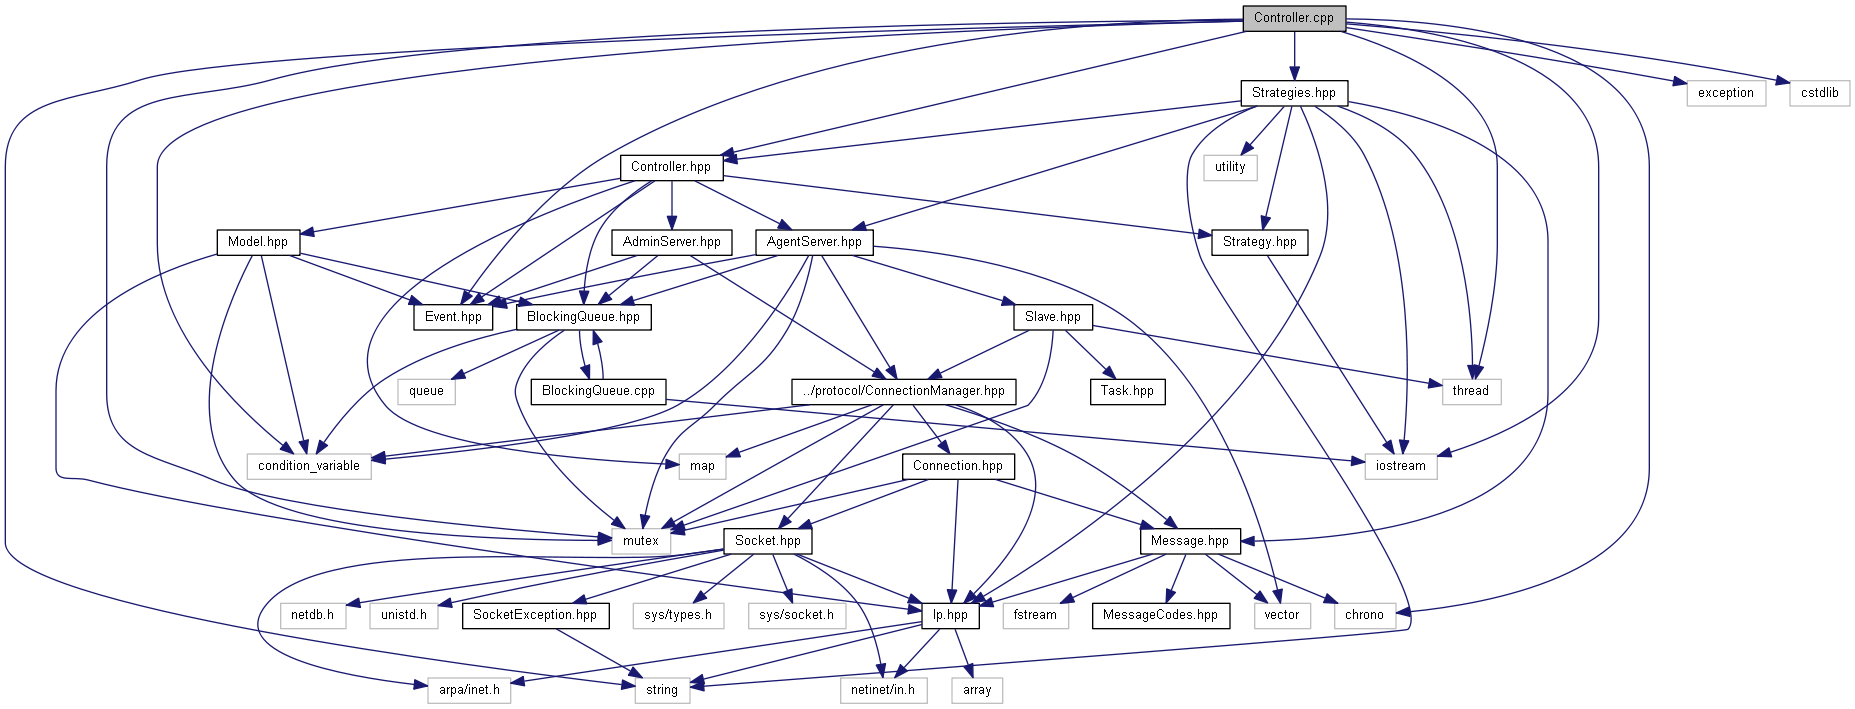 Controller.cpp
Strategies.hpp
exception
cstdlib
Controller.hpp
utility
Model.hpp
AdminServer.hpp
AgentServer.hpp
Strategy.hpp
Event.hpp
BlockingQueue.hpp
Slave.hpp
queue
BlockingQueue.cpp
../protocol/ConnectionManager.hpp
Task.hpp
thread
condition_variable
map
Connection.hpp
iostream
mutex
Socket.hpp
Message.hpp
netdb.h
unistd.h
SocketException.hpp
sys/types.h
sys/socket.h
Ip.hpp
fstream
MessageCodes.hpp
vector
chrono
arpa/inet.h
string
netinet/in.h
array